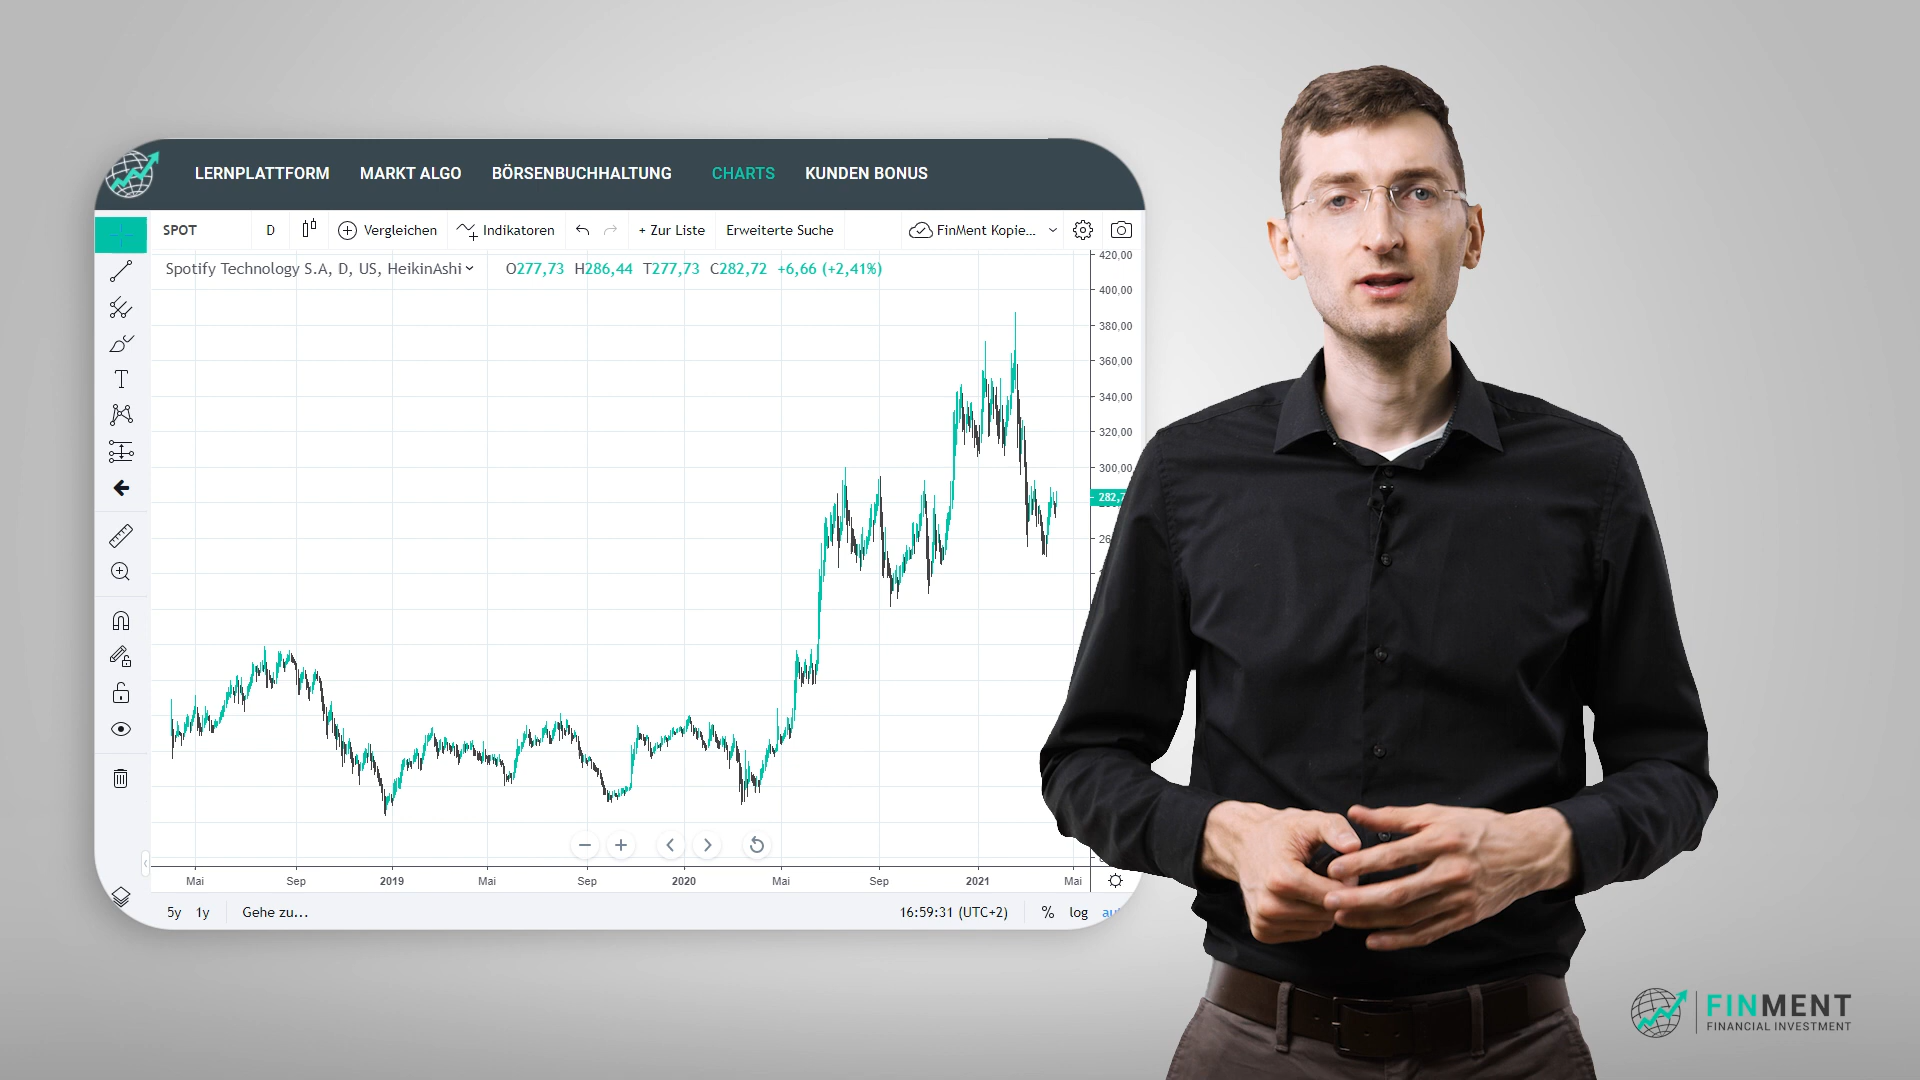 LERNPLATTFORM MARKT ALGO BÖRSENBUCHHALTUNG CHARTS KUNDEN BONUS
SPOT D Vergleichen Indikatoren + Zur Liste Erweiterte Suche FinMent Kopie...
Spotify Technology S.A, D, US, HeikinAshi O277,73 H286,44 T277,73 C282,72 +6,66 (+2,41%)
420,00
400,00
380,00
360,00
340,00
320,00
300,00
282,7
26
Mai Sep 2019 Mai Sep 2020 Mai Sep 2021 Mai
5y 1y Gehe zu... 16:59:31 (UTC+2) % log
FINMENT
FINANCIAL INVESTMENT